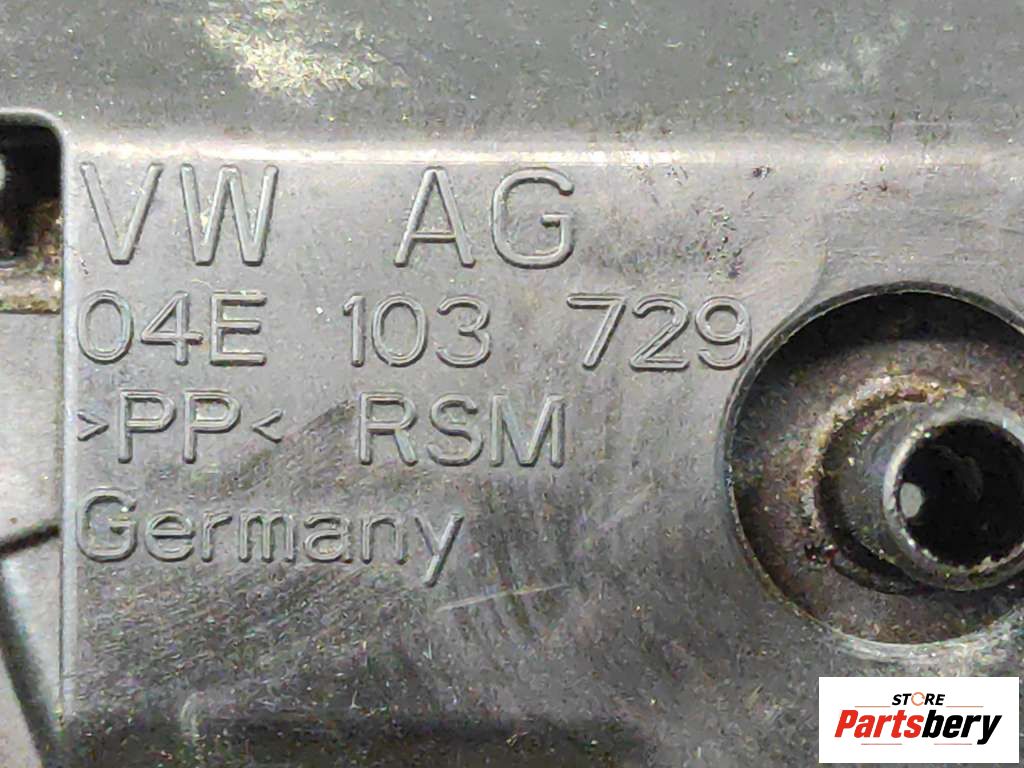 VW AG
04E 103 729
>PP< RSM
Germany
STORE
Partsbery